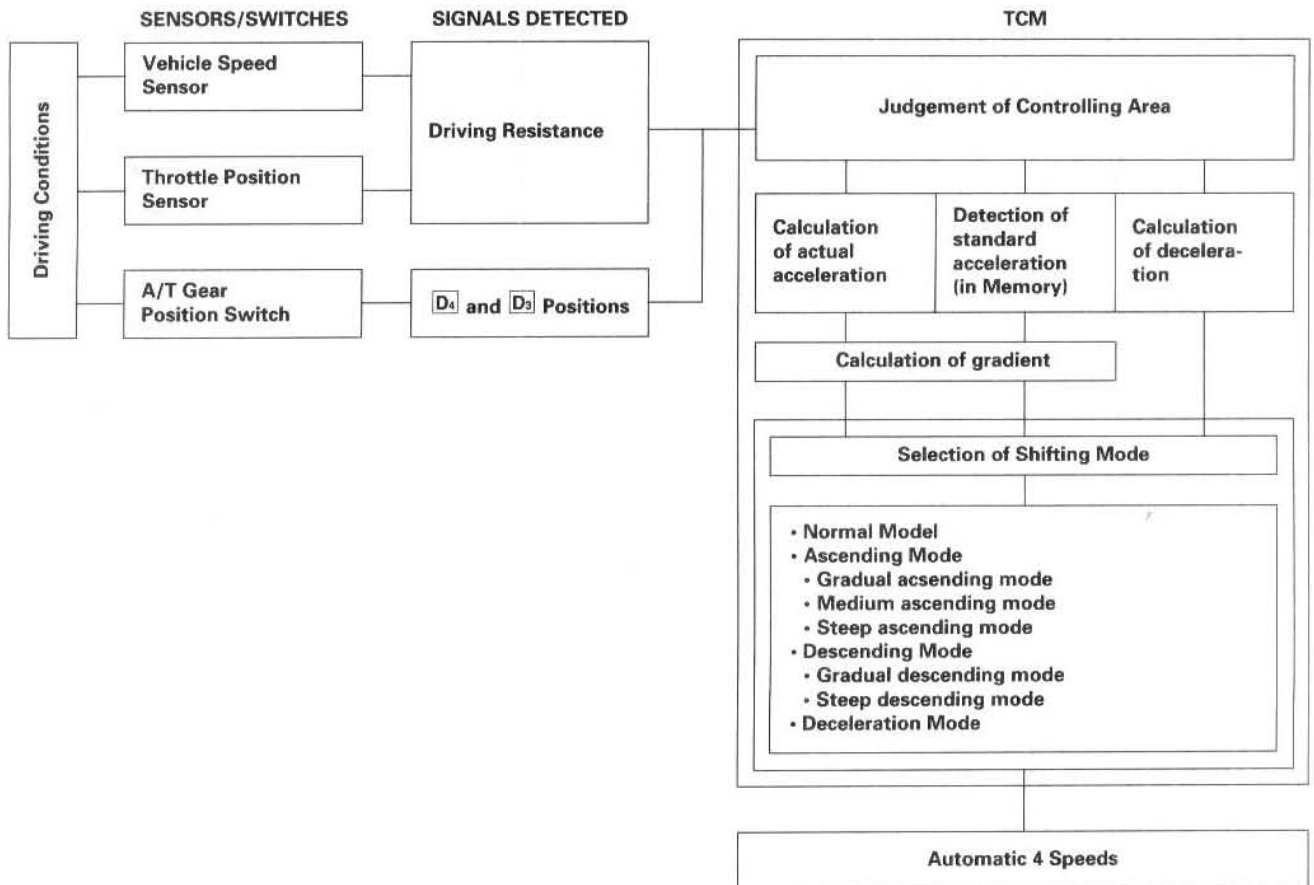 SENSORS/SWITCHES
SIGNALS DETECTED
TCM
Driving Conditions
Vehicle Speed
Sensor
Throttle Position
Sensor
A/T Gear
Position Switch
Driving Resistance
D4 and D3 Positions
Judgement of Controlling Area
Calculation
of actual
acceleration
Detection of
standard
acceleration
(in Memory)
Calculation
of decelera-
tion
Calculation of gradient
Selection of Shifting Mode
• Normal Model
• Ascending Mode
• Gradual acsending mode
• Medium ascending mode
• Steep ascending mode
• Descending Mode
• Gradual descending mode
• Steep descending mode
• Deceleration Mode
Automatic 4 Speeds